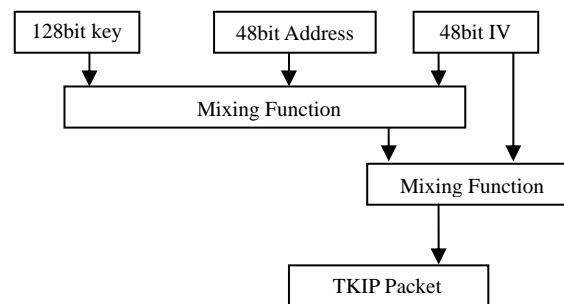 128bit key
48bit Address
48bit IV
Mixing Function
Mixing Function
TKIP Packet